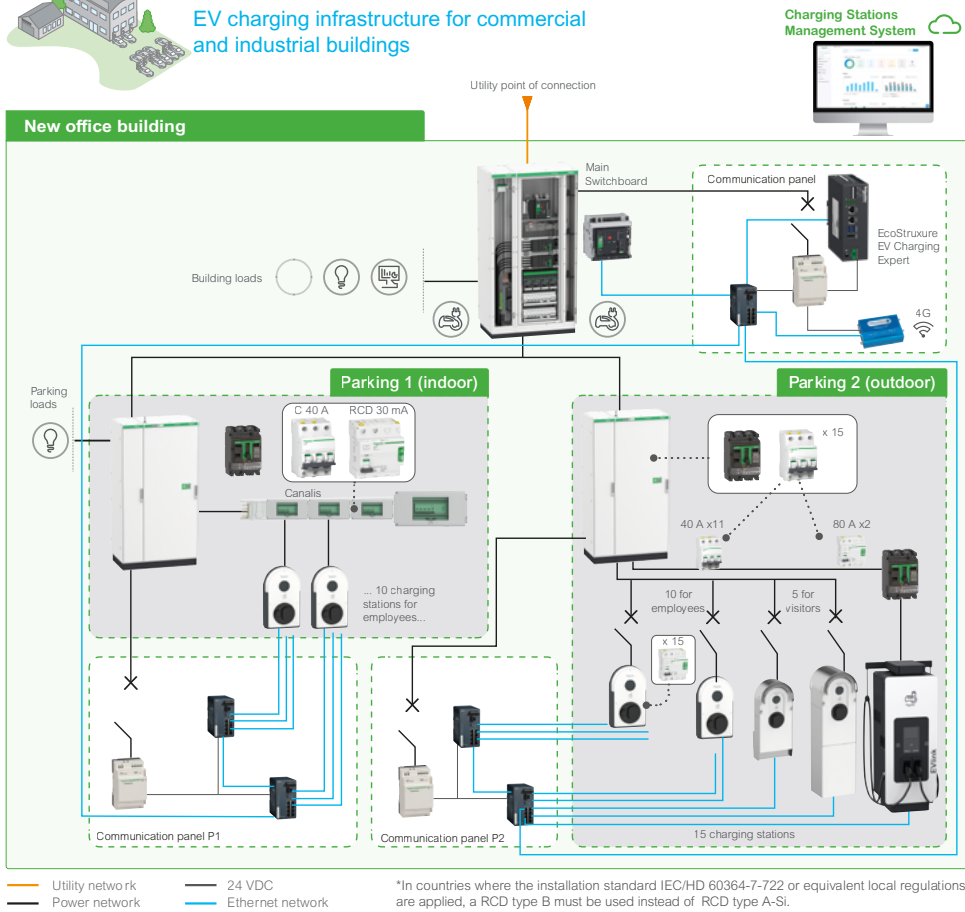 EV charging infrastructure for commercial
and industrial buildings
Charging Stations
Management System
Utility point of connection
New office building
Main
Switchboard
Communication panel
EcoStruxure
EV Charging
Expert
Building loads
4G
Parking 1 (indoor)
Parking 2 (outdoor)
Parking
loads
C 40 A
RCD 30 mA
x 15
Canalis
40 A x11
80 A x2
... 10 charging
stations for
employees...
10 for
employees
5 for
visitors
x 15
EVlink
15 charging stations
Communication panel P1
Communication panel P2
Utility network
24 VDC
Power network
Ethernet network
*In countries where the installation standard IEC/HD 60364-7-722 or equivalent local regulations
are applied, a RCD type B must be used instead of RCD type A-Si.